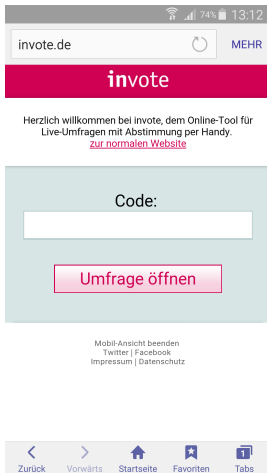 74% 13:12
invote.de MEHR
invote
Herzlich willkommen bei invote, dem Online-Tool für
Live-Umfragen mit Abstimmung per Handy.
zur normalen Website
Code:
Umfrage öffnen
Mobil-Ansicht beenden
Twitter | Facebook
Impressum | Datenschutz
Zurück Vorwärts Startseite Favoriten 1 Tabs